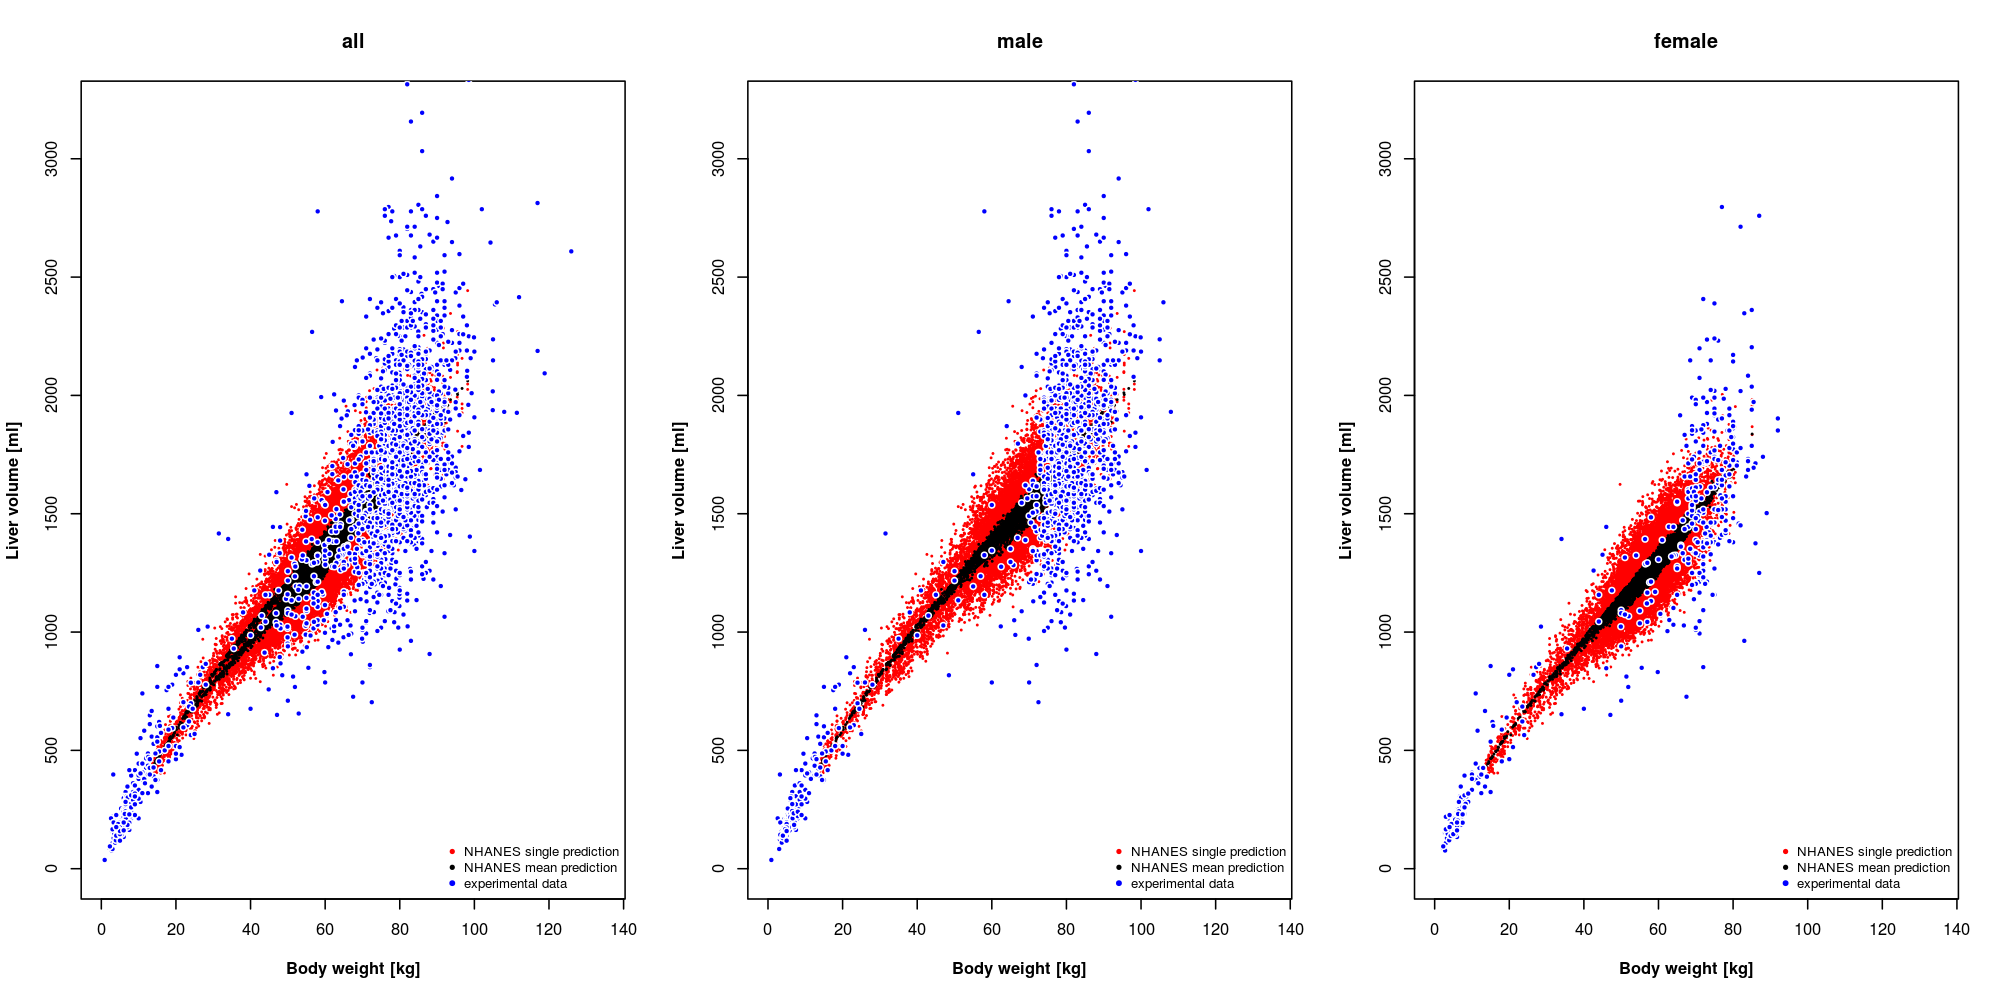 all
Liver volume [ml]
3000
2500
2000
1500
1000
500
0
NHANES single prediction
NHANES mean prediction
experimental data
0 20 40 60 80 100 120 140
Body weight [kg]
male
Liver volume [ml]
3000
2500
2000
1500
1000
500
0
NHANES single prediction
NHANES mean prediction
experimental data
0 20 40 60 80 100 120 140
Body weight [kg]
female
Liver volume [ml]
3000
2500
2000
1500
1000
500
0
NHANES single prediction
NHANES mean prediction
experimental data
0 20 40 60 80 100 120 140
Body weight [kg]